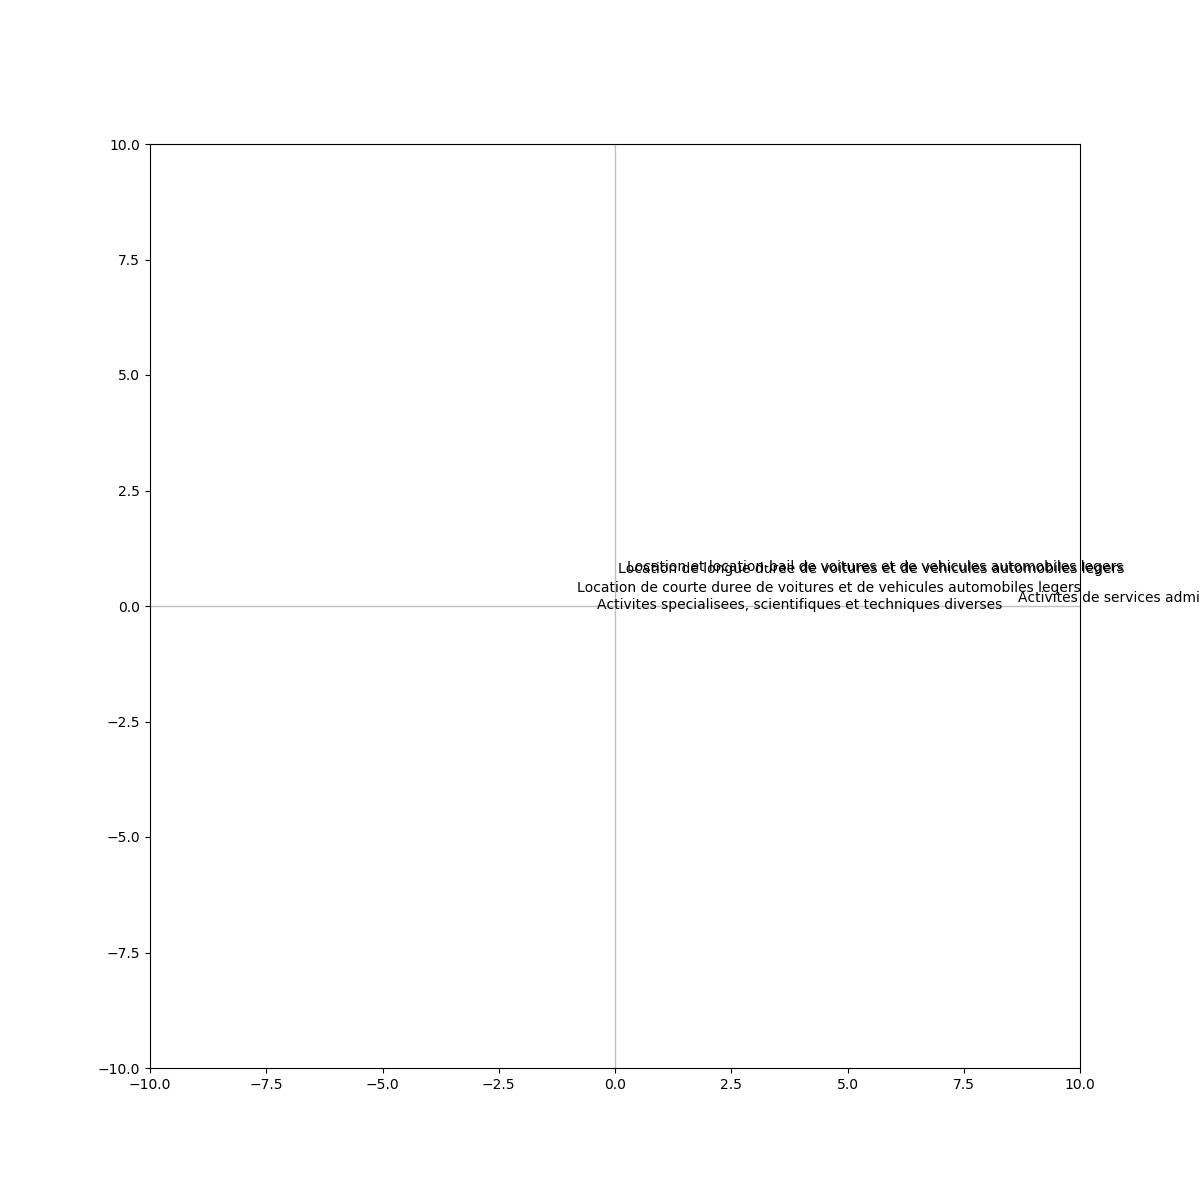 10.0
7.5
5.0
2.5
Location et location-bail de voitures et de vehicules automobiles legers
Location de longue duree de voitures et de vehicules automobiles legers
Location de courte duree de voitures et de vehicules automobiles legers
Activites de services admi
0.0
Activites specialisees, scientifiques et techniques diverses
−2.5
−5.0
−7.5
−10.0
−10.0 −7.5 −5.0 −2.5 0.0 2.5 5.0 7.5 10.0